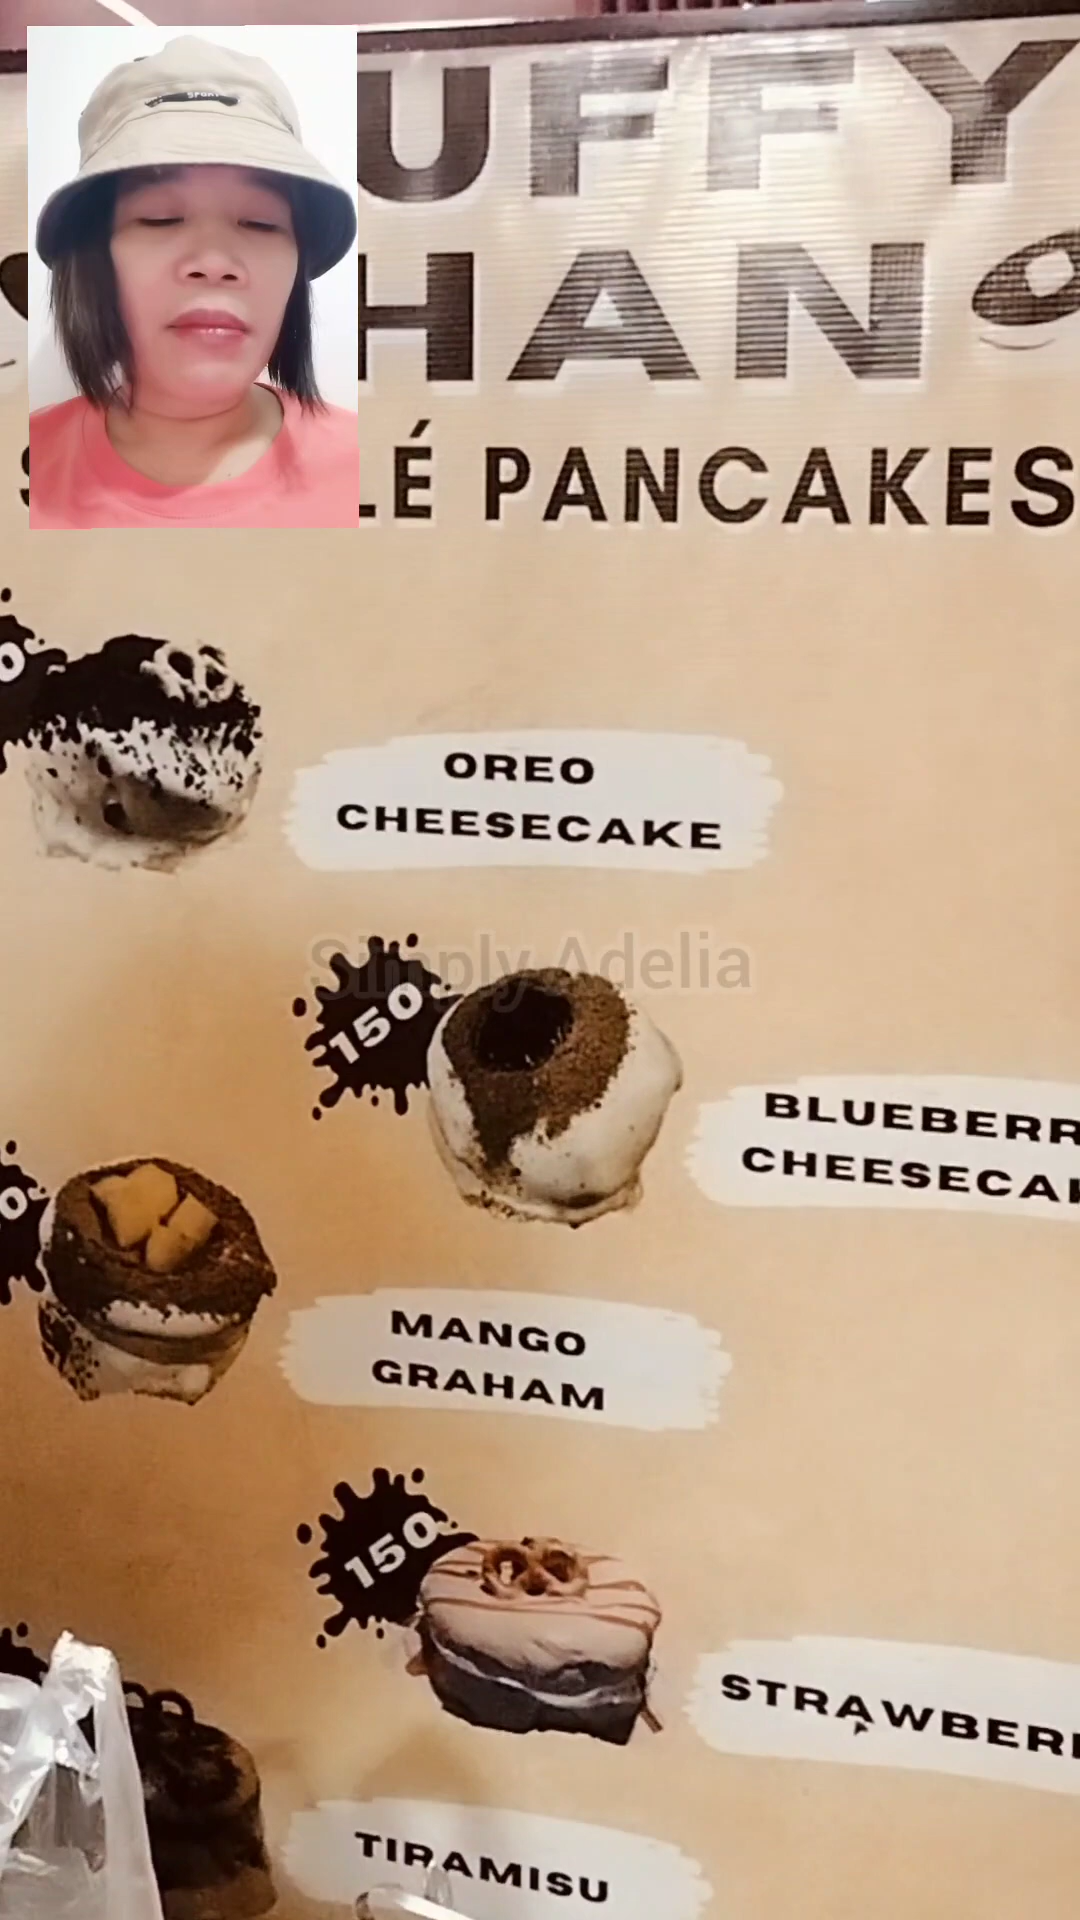 UFFY
HAN
LÉ PANCAKES
OREO
CHEESECAKE
Simply Adelia
150
BLUEBERR
CHEESECA
MANGO
GRAHAM
150
STRAWBER
TIRAMISU